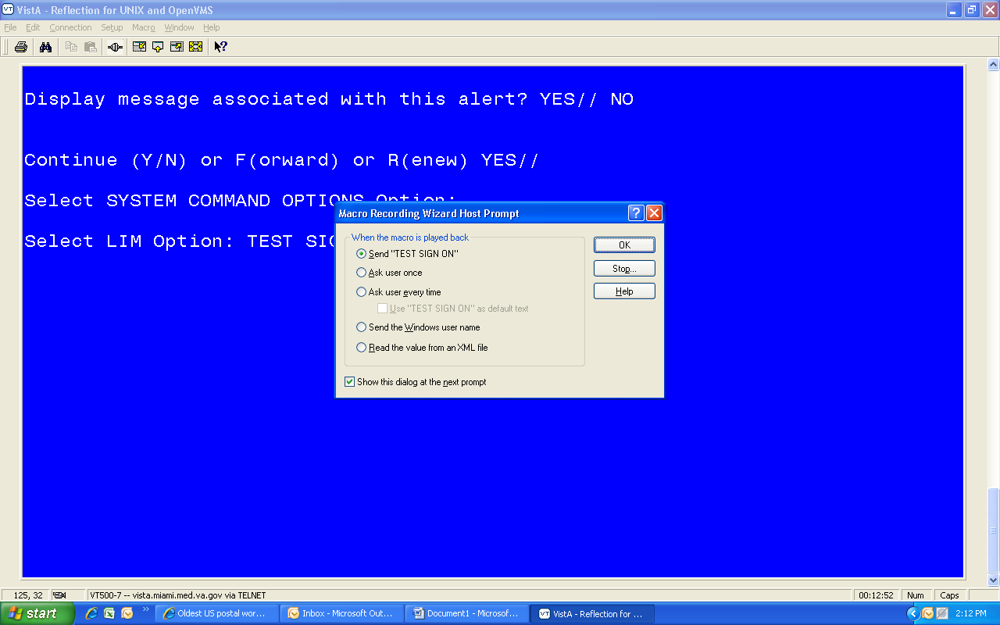 VT VistA - Reflection for UNIX and OpenVMS
File Edit Connection Setup Macro Window Help
Display message associated with this alert? YES// NO
Continue (Y/N) or F(orward) or R(enew) YES//
Select SYSTEM COMMAND OPTIONS Option:
Select LIM Option: TEST SIG
Macro Recording Wizard Host Prompt
When the macro is played back
Send "TEST SIGN ON"
Ask user once
Ask user every time
Use "TEST SIGN ON" as default text
Send the Windows user name
Read the value from an XML file
Show this dialog at the next prompt
OK
Stop...
Help
125, 32 VT500-7 -- vista.miami.med.va.gov via TELNET 00:12:52 Num Caps
start Oldest US postal wor... Inbox - Microsoft Out... Document1 - Microsof... VT VistA - Reflection for ... 2:12 PM